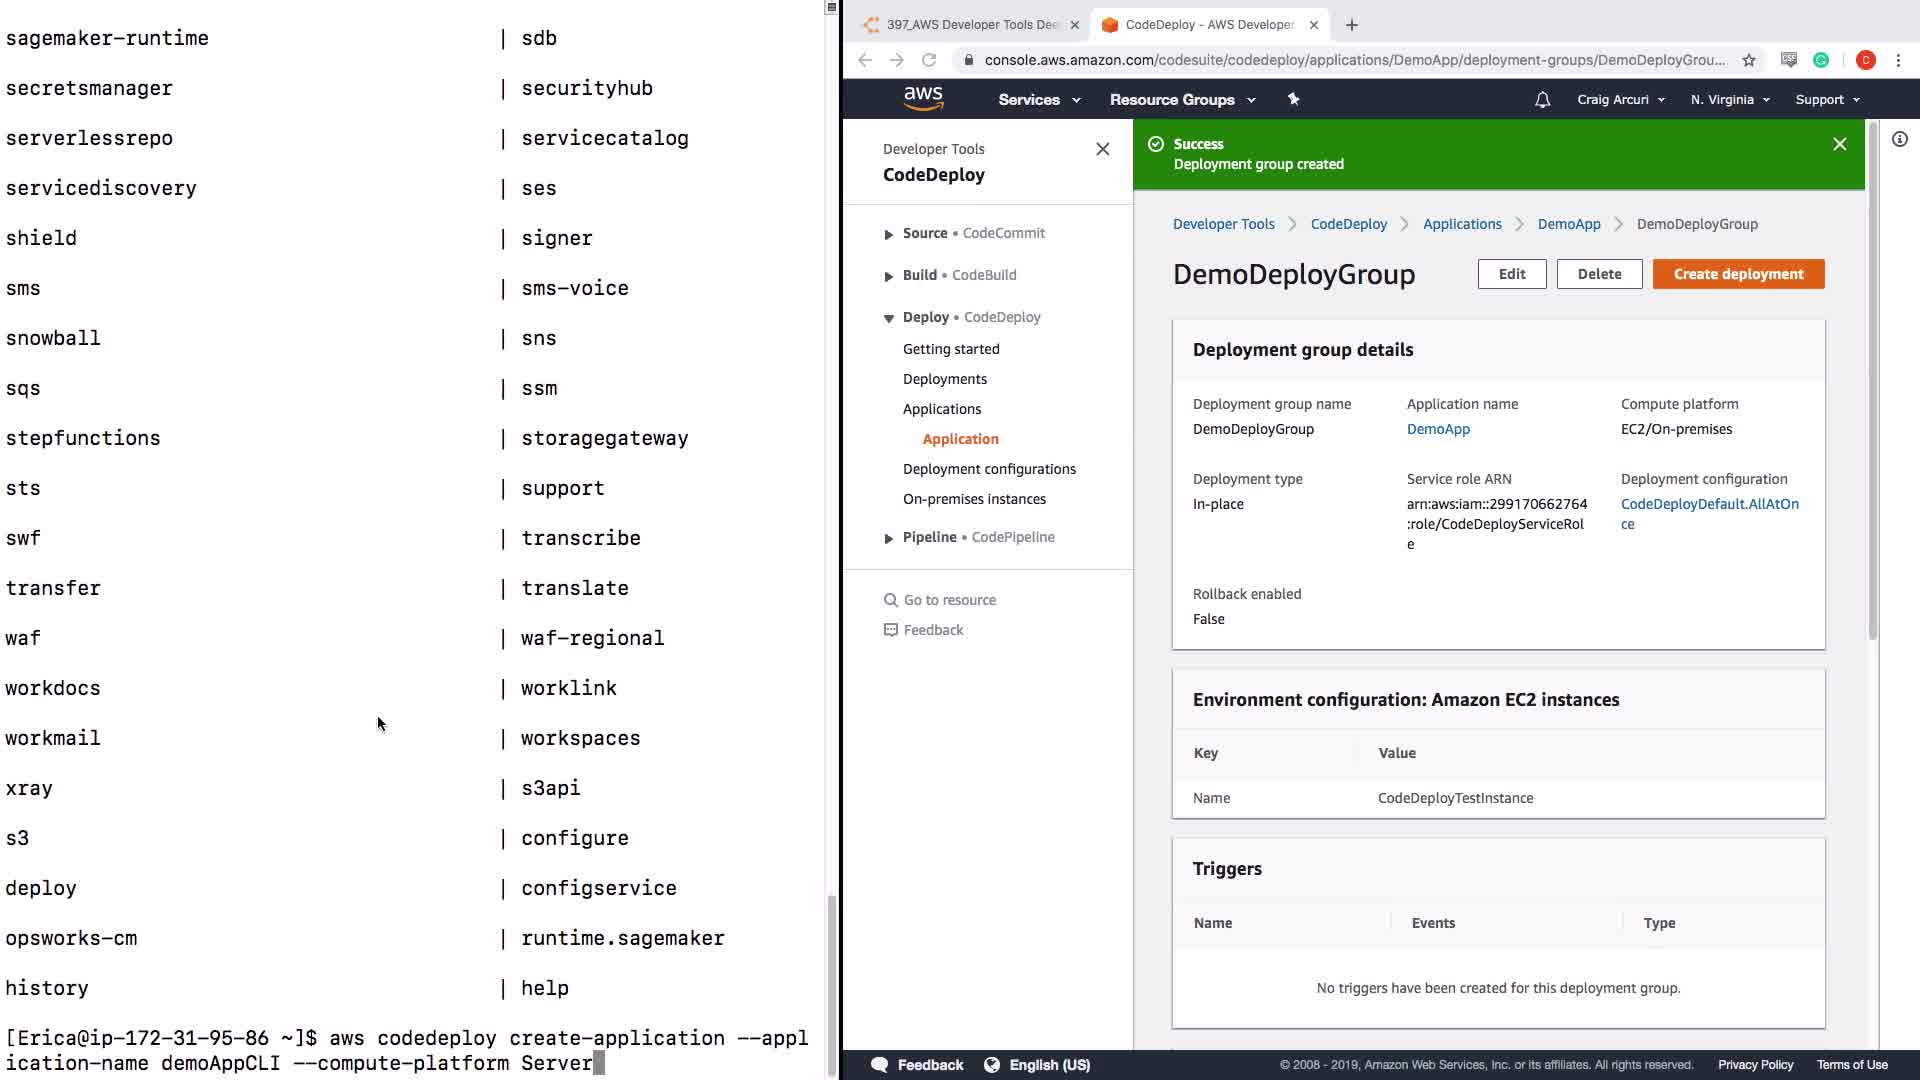 sagemaker-runtime | sdb
secretsmanager | securityhub
serverlessrepo | servicecatalog
servicediscovery | ses
shield | signer
sms | sms-voice
snowball | sns
sqs | ssm
stepfunctions | storagegateway
sts | support
swf | transcribe
transfer | translate
waf | waf-regional
workdocs | worklink
workmail | workspaces
xray | s3api
s3 | configure
deploy | configservice
opsworks-cm | runtime.sagemaker
history | help
[Erica@ip-172-31-95-86 ~]$ aws codedeploy create-application --appl
ication-name demoAppCLI --compute-platform Server
397_AWS Developer Tools Dee
CodeDeploy - AWS Developer
console.aws.amazon.com/codesuite/codedeploy/applications/DemoApp/deployment-groups/DemoDeployGrou...
aws Services Resource Groups Craig Arcuri N. Virginia Support
Developer Tools
CodeDeploy
Source • CodeCommit
Build • CodeBuild
Deploy • CodeDeploy
Getting started
Deployments
Applications
Application
Deployment configurations
On-premises instances
Pipeline • CodePipeline
Go to resource
Feedback
Success
Deployment group created
Developer Tools > CodeDeploy > Applications > DemoApp > DemoDeployGroup
DemoDeployGroup Edit Delete Create deployment
Deployment group details
Deployment group name Application name Compute platform
DemoDeployGroup DemoApp EC2/On-premises
Deployment type Service role ARN Deployment configuration
In-place arn:aws:iam::299170662764 CodeDeployDefault.AllAtOn
:role/CodeDeployServiceRol ce
e
Rollback enabled
False
Environment configuration: Amazon EC2 instances
Key Value
Name CodeDeployTestInstance
Triggers
Name Events Type
No triggers have been created for this deployment group.
Feedback English (US) © 2008 - 2019, Amazon Web Services, Inc. or its affiliates. All rights reserved. Privacy Policy Terms of Use